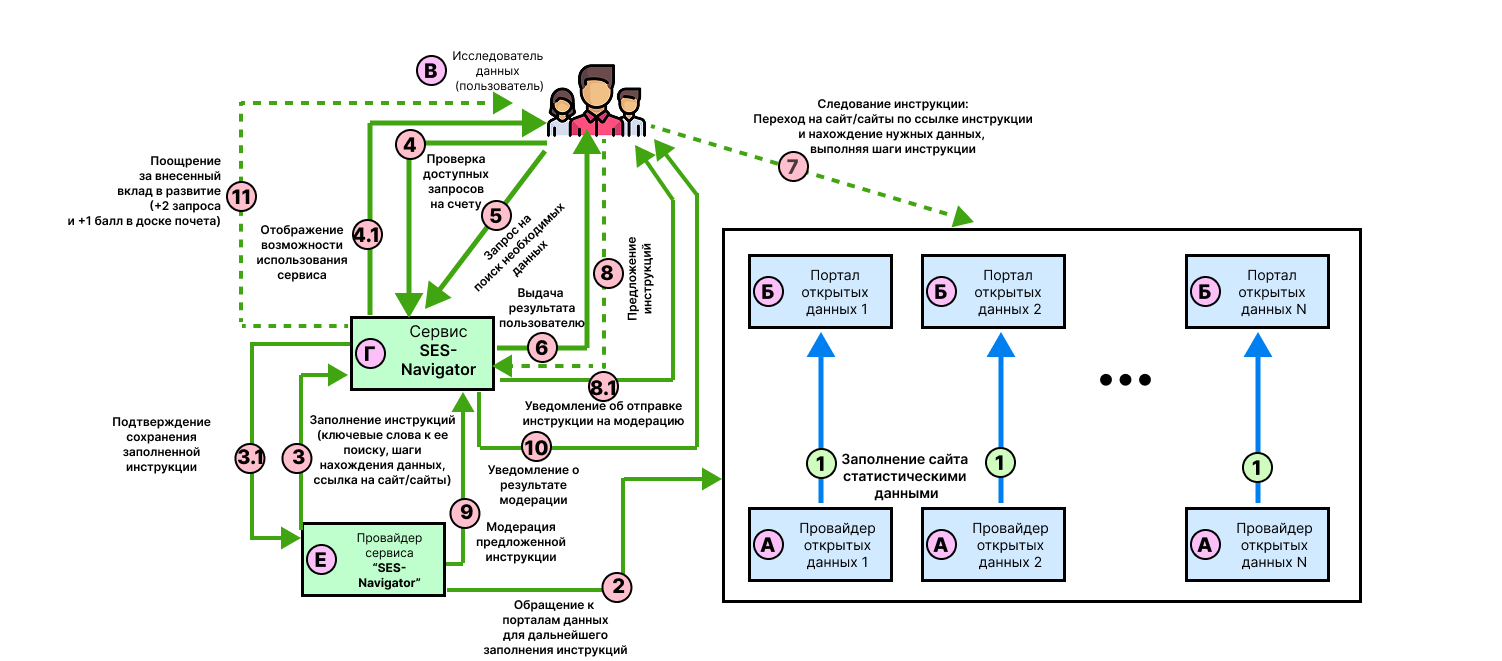 В
Исследователь
данных
(пользователь)
Следование инструкции:
Переход на сайт/сайты по ссылке инструкции
и нахождение нужных данных,
выполняя шаги инструкции
7
Поощрение
за внесенный
вклад в развитие
(+2 запроса
и +1 балл в доске почета)
11
4
Проверка
доступных
запросов
на счету
5
Запрос на
поиск необходимых
данных
4.1
Отображение
возможности
использования
сервиса
8
Предложение
инструкций
Выдача
результата
пользователю
6
Г
Сервис
SES-
Navigator
8.1
Уведомление об отправке
инструкции на модерацию
10
Уведомление о
результате
модерации
Подтверждение
сохранения
заполненной
инструкции
3.1
3
Заполнение инструкций
(ключевые слова к ее
поиску, шаги
нахождения данных,
ссылка на сайт/сайты)
9
Модерация
предложенной
инструкции
Е
Провайдер
сервиса
“SES-
Navigator”
2
Обращение к
порталам данных
для дальнейшего
заполнения инструкций
Б
Портал
открытых
данных 1
Б
Портал
открытых
данных 2
Б
Портал
открытых
данных N
1
Заполнение сайта
статистическими
данными
1
1
А
Провайдер
открытых
данных 1
А
Провайдер
открытых
данных 2
А
Провайдер
открытых
данных N